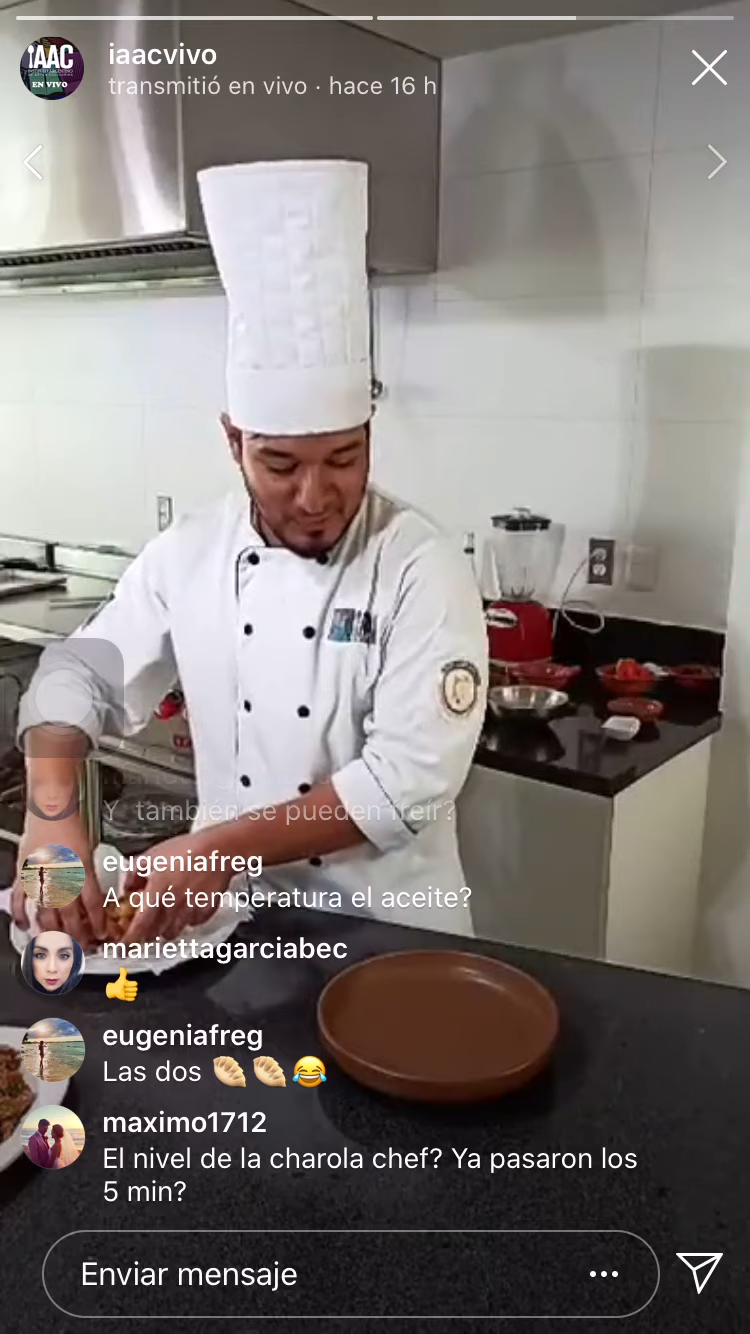 iAAC
EN VIVO
iaacvivo
transmitió en vivo · hace 16 h
Y también se pueden freír?
eugeniafreg
A qué temperatura el aceite?
mariettagarciabec
👍
eugeniafreg
Las dos 🥟🥟😂
maximo1712
El nivel de la charola chef? Ya pasaron los
5 min?
Enviar mensaje